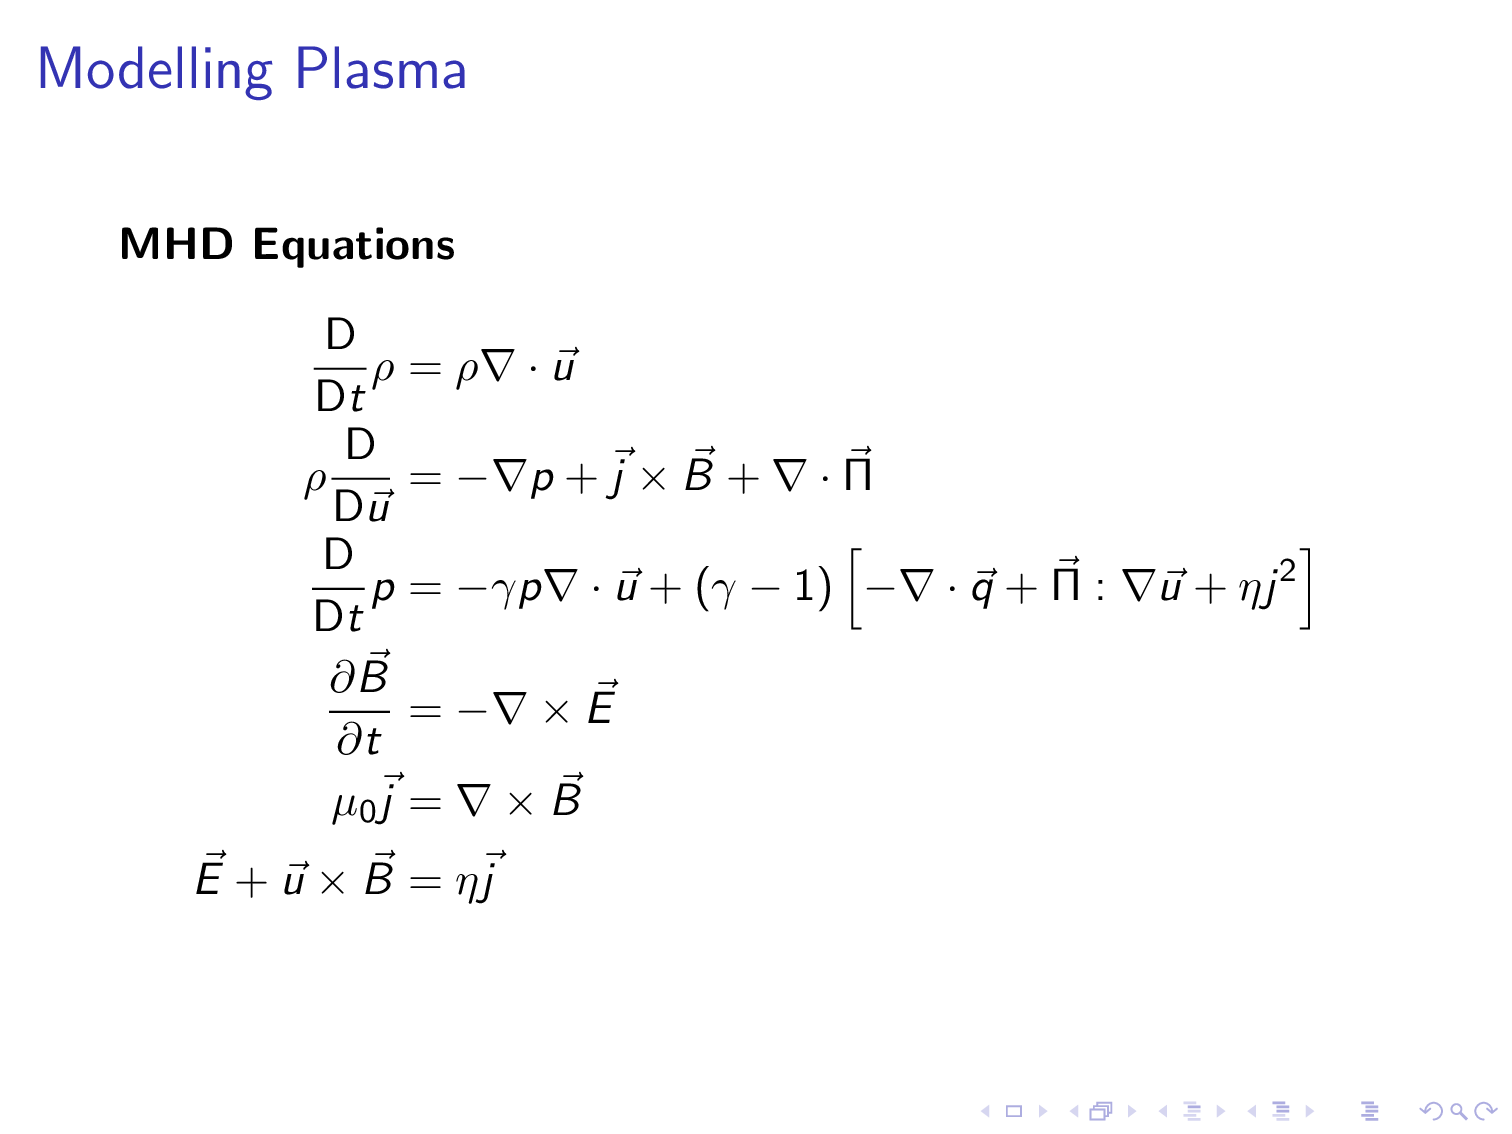 Modelling Plasma
MHD Equations
$\frac{\mathrm{D}}{\mathrm{D}t}\rho = \rho\nabla \cdot \vec{u}$
$\rho\frac{\mathrm{D}}{\mathrm{D}\vec{u}} = -\nabla p + \vec{j} \times \vec{B} + \nabla \cdot \vec{\Pi}$
$\frac{\mathrm{D}}{\mathrm{D}t}p = -\gamma p\nabla \cdot \vec{u} + (\gamma - 1)\left[-\nabla \cdot \vec{q} + \vec{\Pi} : \nabla\vec{u} + \eta j^2\right]$
$\frac{\partial\vec{B}}{\partial t} = -\nabla \times \vec{E}$
$\mu_0\vec{j} = \nabla \times \vec{B}$
$\vec{E} + \vec{u} \times \vec{B} = \eta\vec{j}$